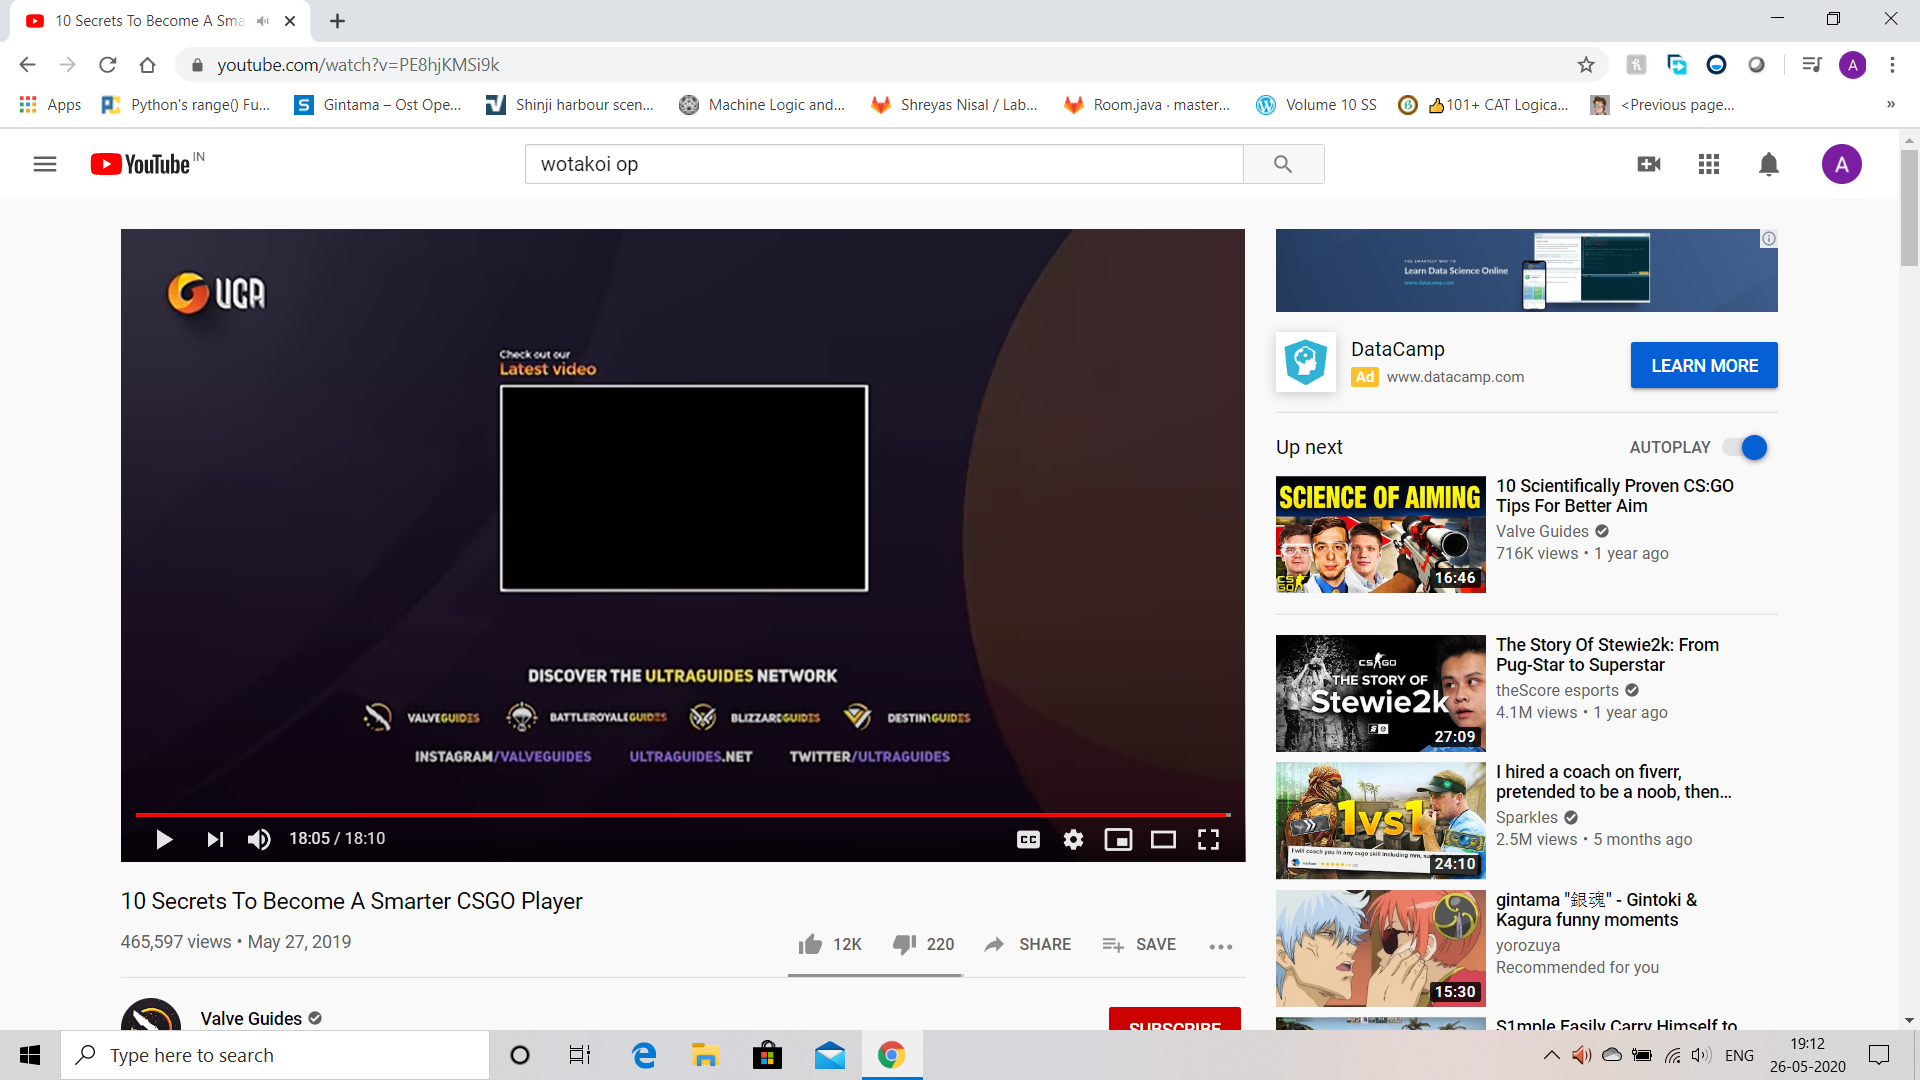 10 Secrets To Become A Sma
youtube.com/watch?v=PE8hjKMSi9k
A
Apps
Python's range() Fu...
Gintama – Ost Ope...
Shinji harbour scen...
Machine Logic and...
Shreyas Nisal / Lab...
Room.java · master...
Volume 10 SS
101+ CAT Logica...
<Previous page...
»
YouTube IN
wotakoi op
A
UGA
Check out our
Latest video
DISCOVER THE ULTRAGUIDES NETWORK
VALVEGUIDES
BATTLEROYALEGUIDES
BLIZZARDGUIDES
DESTINYGUIDES
INSTAGRAM/VALVEGUIDES
ULTRAGUIDES.NET
TWITTER/ULTRAGUIDES
18:05 / 18:10
CC
10 Secrets To Become A Smarter CSGO Player
465,597 views • May 27, 2019
12K
220
SHARE
SAVE
Valve Guides
SUBSCRIBE
THE SMARTEST WAY TO
Learn Data Science Online
www.datacamp.com
DataCamp
Ad www.datacamp.com
LEARN MORE
Up next
AUTOPLAY
SCIENCE OF AIMING
CS GO
16:46
10 Scientifically Proven CS:GO
Tips For Better Aim
Valve Guides
716K views • 1 year ago
CS GO
THE STORY OF
Stewie2k
27:09
The Story Of Stewie2k: From
Pug-Star to Superstar
theScore esports
4.1M views • 1 year ago
1vs1
24:10
I hired a coach on fiverr,
pretended to be a noob, then...
Sparkles
2.5M views • 5 months ago
15:30
gintama "銀魂" - Gintoki &
Kagura funny moments
yorozuya
Recommended for you
S1mple Easily Carry Himself to
Type here to search
ENG
19:12
26-05-2020